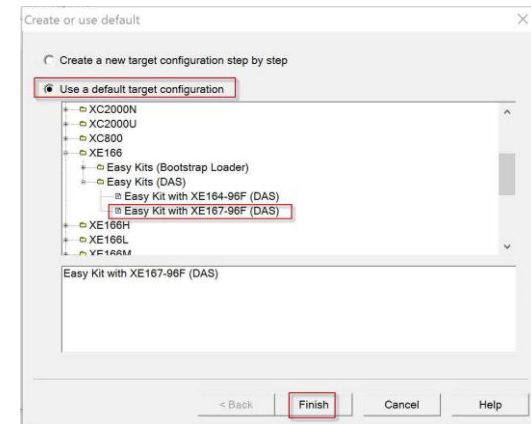 Create or use default
Create a new target configuration step by step
Use a default target configuration
XC2000N
XC2000U
XC800
XE166
Easy Kits (Bootstrap Loader)
Easy Kits (DAS)
Easy Kit with XE164-96F (DAS)
Easy Kit with XE167-96F (DAS)
XE166H
XE166L
XE166M
Easy Kit with XE167-96F (DAS)
< Back Finish Cancel Help